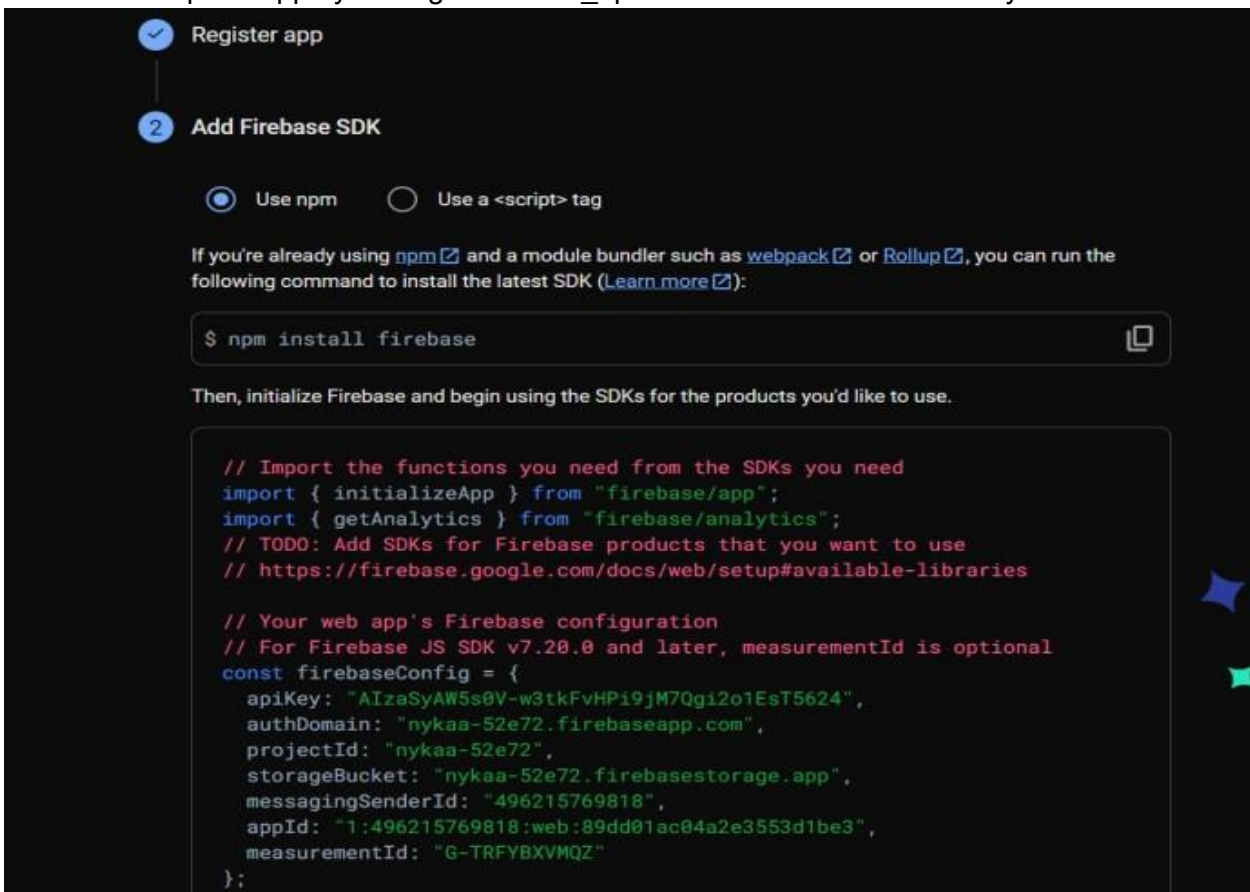 Register app
2 Add Firebase SDK
Use npm Use a <script> tag
If you're already using npm and a module bundler such as webpack or Rollup, you can run the
following command to install the latest SDK (Learn more):
$ npm install firebase
Then, initialize Firebase and begin using the SDKs for the products you'd like to use.
// Import the functions you need from the SDKs you need
import { initializeApp } from "firebase/app";
import { getAnalytics } from "firebase/analytics";
// TODO: Add SDKs for Firebase products that you want to use
// https://firebase.google.com/docs/web/setup#available-libraries
// Your web app's Firebase configuration
// For Firebase JS SDK v7.20.0 and later, measurementId is optional
const firebaseConfig = {
apiKey: "AIzaSyAW5s0V-w3tkFvHPi9jM7Qgi2o1EsT5624",
authDomain: "nykaa-52e72.firebaseapp.com",
projectId: "nykaa-52e72",
storageBucket: "nykaa-52e72.firebasestorage.app",
messagingSenderId: "496215769818",
appId: "1:496215769818:web:89dd01ac04a2e3553d1be3",
measurementId: "G-TRFYBXVMQZ"
};